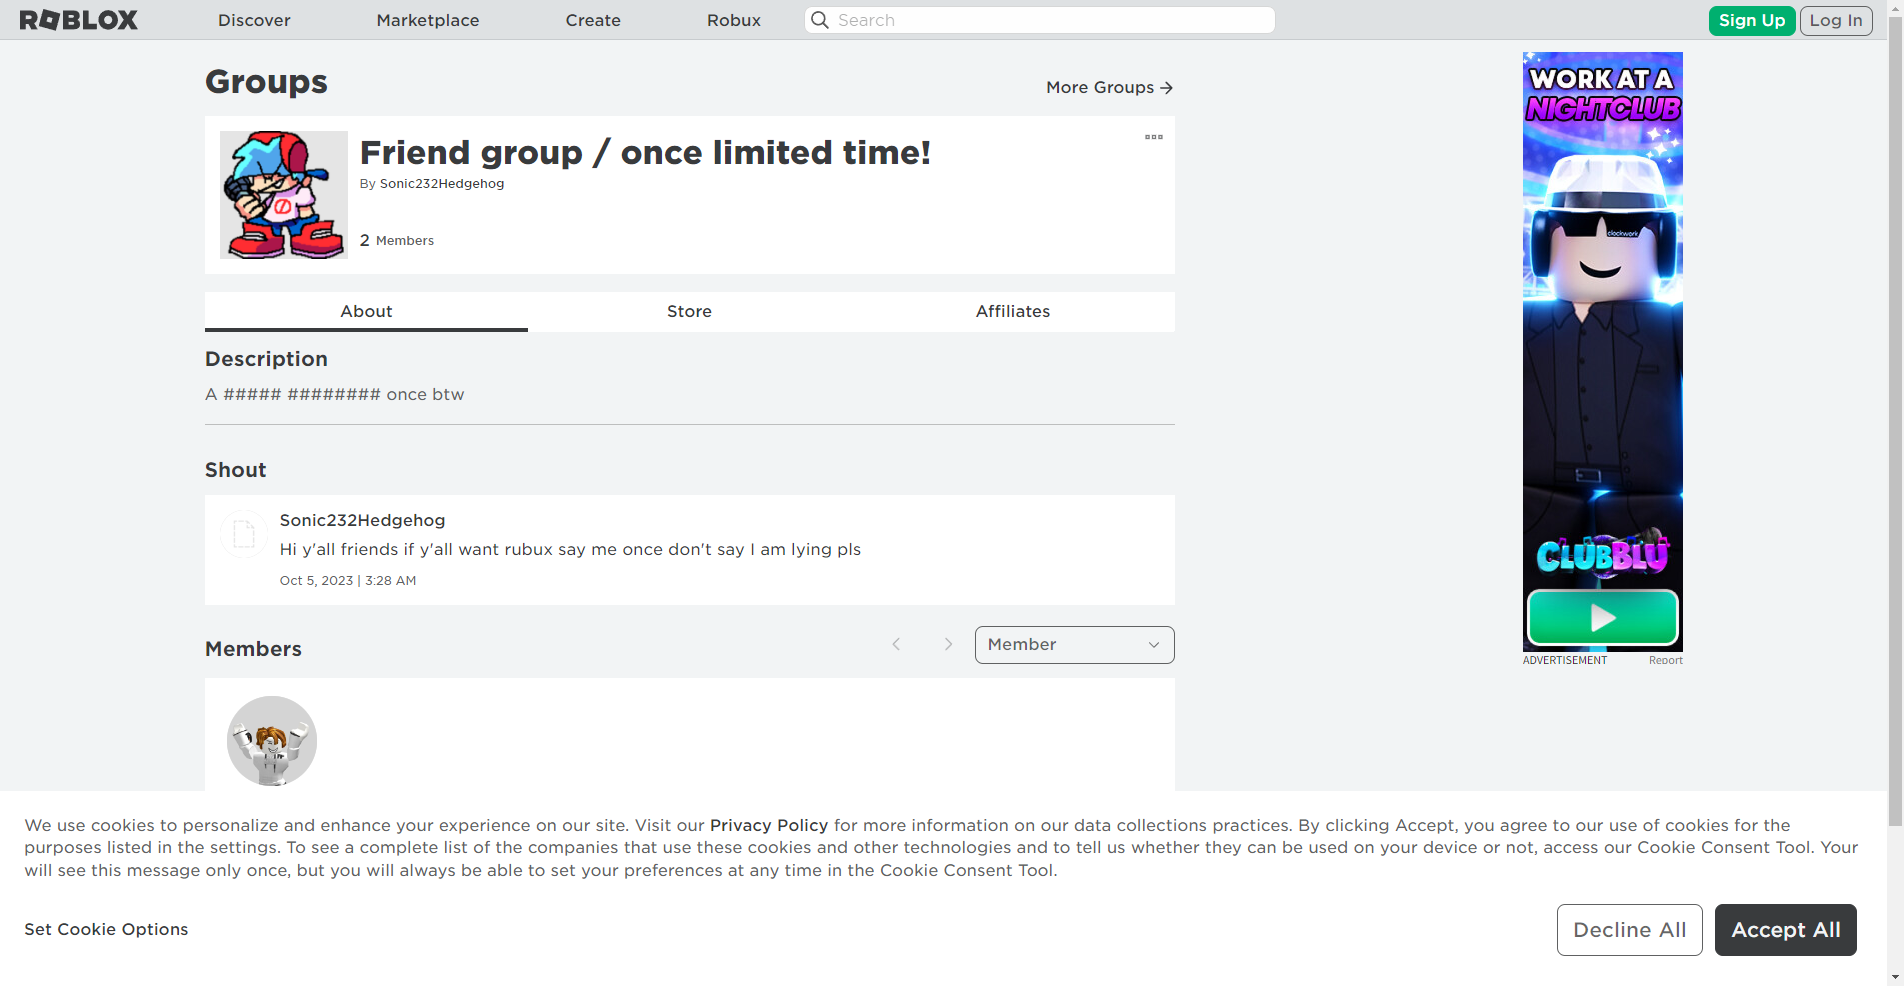 ROBLOX Discover Marketplace Create Robux Search Sign Up Log In
Groups
More Groups
Friend group / once limited time!
By Sonic232Hedgehog
2 Members
About Store Affiliates
Description
A ##### ######## once btw
Shout
Sonic232Hedgehog
Hi y'all friends if y'all want rubux say me once don't say I am lying pls
Oct 5, 2023 | 3:28 AM
Members
Member
WORK AT A
NIGHTCLUB
clockwork
CLUBBLU
ADVERTISEMENT Report
We use cookies to personalize and enhance your experience on our site. Visit our Privacy Policy for more information on our data collections practices. By clicking Accept, you agree to our use of cookies for the
purposes listed in the settings. To see a complete list of the companies that use these cookies and other technologies and to tell us whether they can be used on your device or not, access our Cookie Consent Tool. Your
will see this message only once, but you will always be able to set your preferences at any time in the Cookie Consent Tool.
Set Cookie Options
Decline All
Accept All